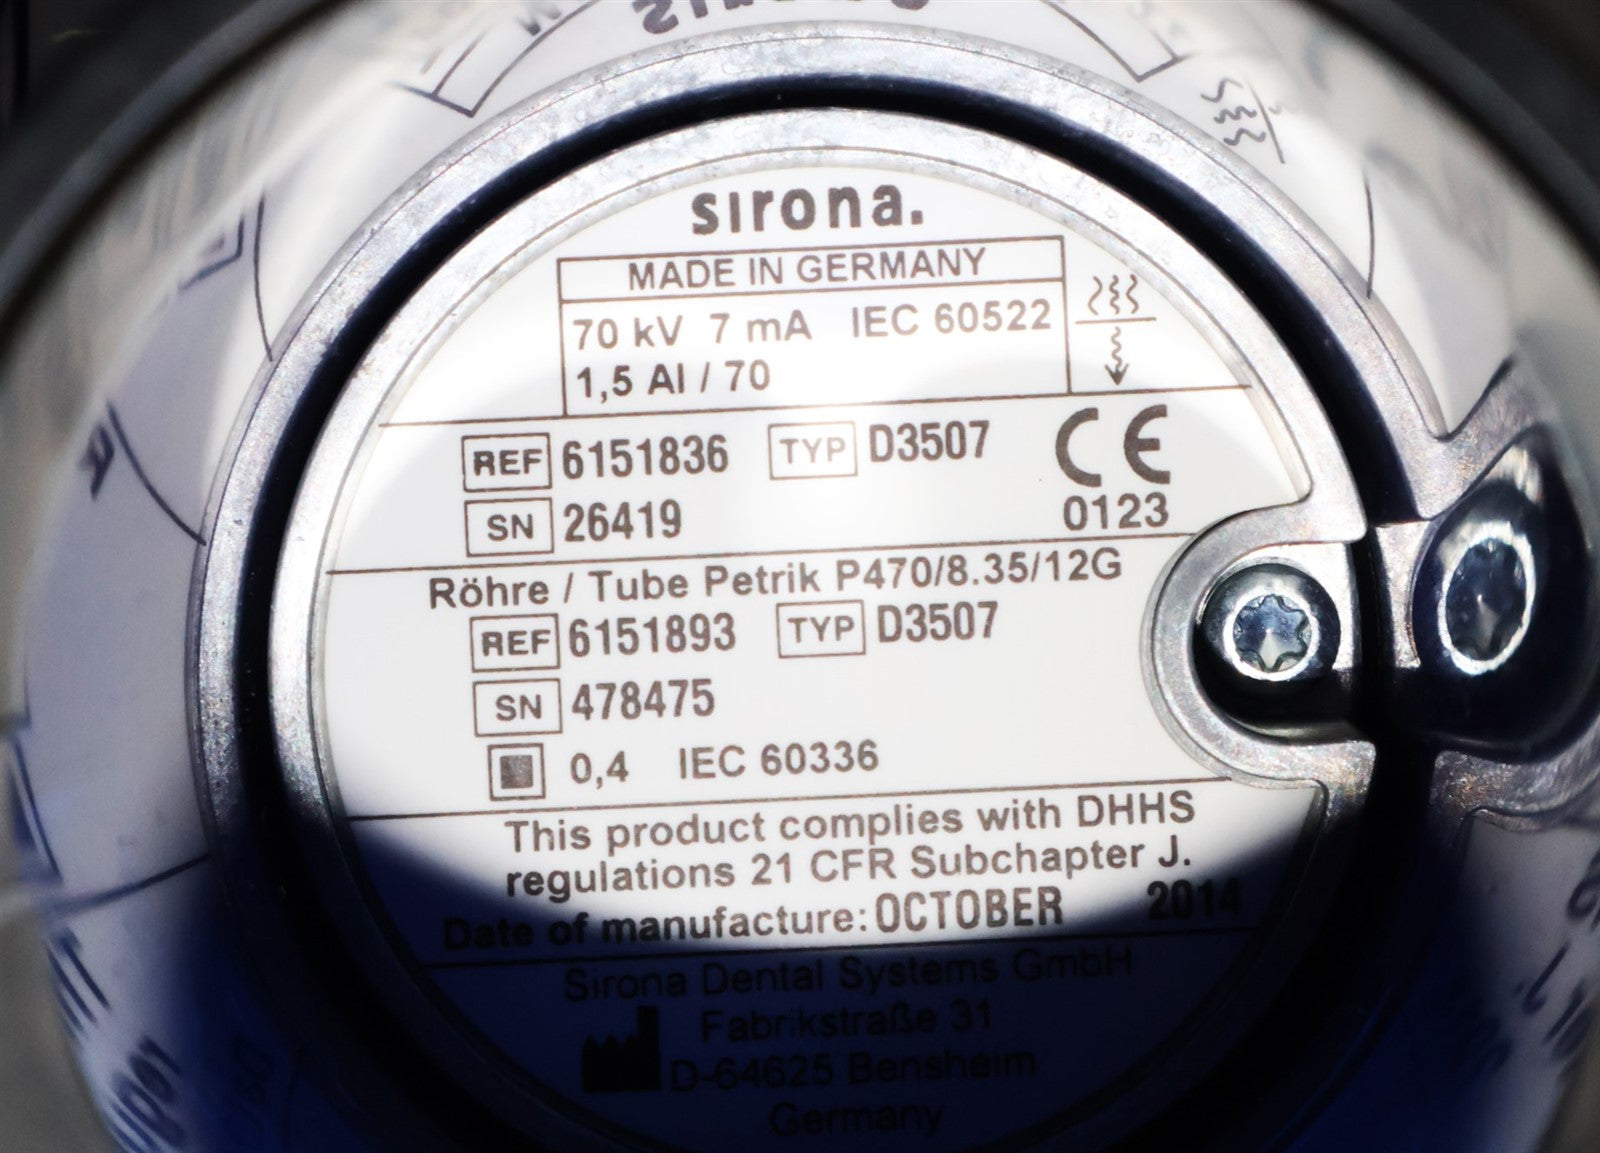 sırona.
MADE IN GERMANY
70 kV 7 mA IEC 60522
1,5 Al / 70
REF 6151836 TYP D3507 CE
SN 26419 0123
Röhre / Tube Petrik P470/8.35/12G
REF 6151893 TYP D3507
SN 478475
0,4 IEC 60336
This product complies with DHHS
regulations 21 CFR Subchapter J.
Date of manufacture: OCTOBER 2014
Sirona Dental Systems GmbH
Fabrikstraße 31
D-64625 Bensheim
Germany